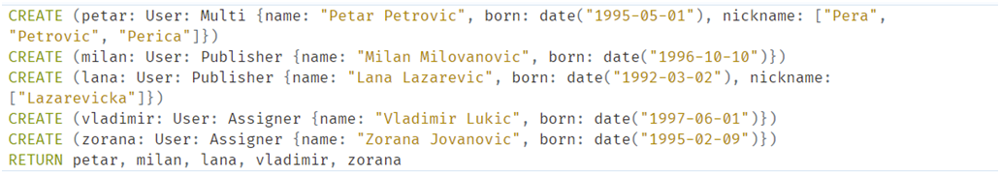 CREATE (petar: User: Multi {name: "Petar Petrovic", born: date("1995-05-01"), nickname: ["Pera",
"Petrovic", "Perica"]})
CREATE (milan: User: Publisher {name: "Milan Milovanovic", born: date("1996-10-10")})
CREATE (lana: User: Publisher {name: "Lana Lazarevic", born: date("1992-03-02"), nickname:
["Lazarevicka"]})
CREATE (vladimir: User: Assigner {name: "Vladimir Lukic", born: date("1997-06-01")})
CREATE (zorana: User: Assigner {name: "Zorana Jovanovic", born: date("1995-02-09")})
RETURN petar, milan, lana, vladimir, zorana